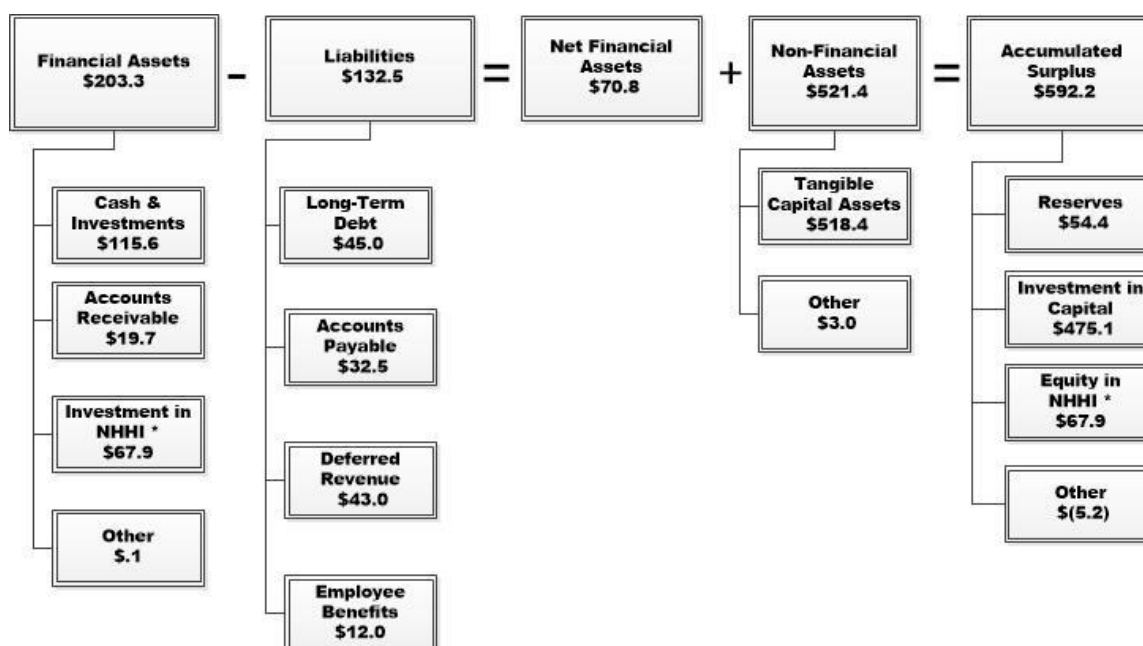 Financial Assets
$203.3
–
Liabilities
$132.5
=
Net Financial
Assets
$70.8
+
Non-Financial
Assets
$521.4
=
Accumulated
Surplus
$592.2
Cash &
Investments
$115.6
Accounts
Receivable
$19.7
Investment in
NHHI *
$67.9
Other
$.1
Long-Term
Debt
$45.0
Accounts
Payable
$32.5
Deferred
Revenue
$43.0
Employee
Benefits
$12.0
Tangible
Capital Assets
$518.4
Other
$3.0
Reserves
$54.4
Investment in
Capital
$475.1
Equity in
NHHI *
$67.9
Other
$(5.2)